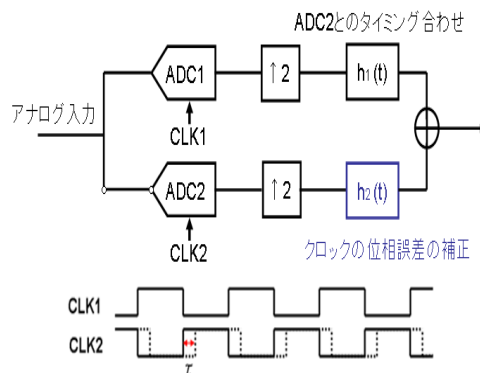 ADC2とのタイミング合わせ
ADC1
↑2
h₁(t)
アナログ入力
CLK1
ADC2
↑2
h₂(t)
CLK2
クロックの位相誤差の補正
CLK1
CLK2
τ